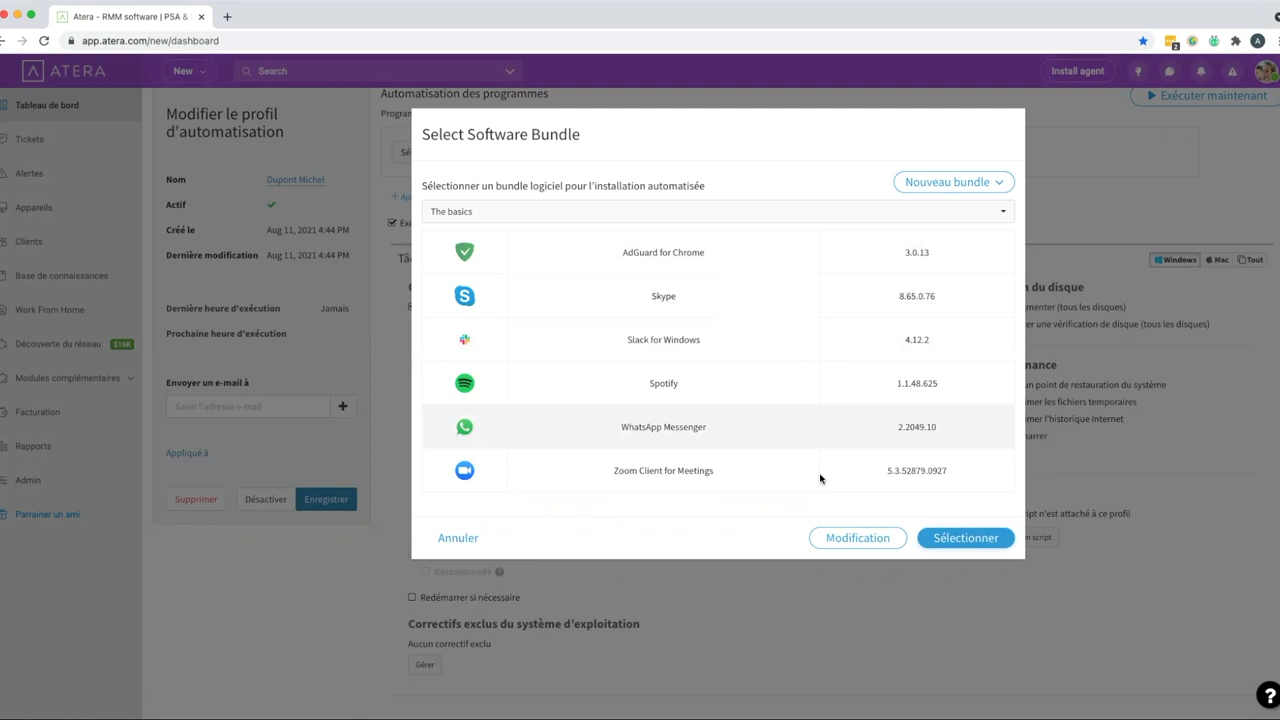 Atera - RMM software | PSA &
app.atera.com/new/dashboard
ATERA
New
Search
Install agent
A
2
Tableau de bord
Tickets
Alertes
Appareils
Clients
Base de connaissances
Work From Home
Découverte du réseau $16K
Modules complémentaires
Facturation
Rapports
Admin
Parrainer un ami
Modifier le profil
d'automatisation
Nom Dupont Michel
Actif
Créé le Aug 11, 2021 4:44 PM
Dernière modification Aug 11, 2021 4:44 PM
Dernière heure d'exécution Jamais
Prochaine heure d'exécution
Envoyer un e-mail à
Saisir l'adresse e-mail
Appliqué à
Supprimer Désactiver Enregistrer
Automatisation des programmes
Exécuter maintenant
Select Software Bundle
Sélectionner un bundle logiciel pour l'installation automatisée
Nouveau bundle
The basics
AdGuard for Chrome 3.0.13
Skype 8.65.0.76
Slack for Windows 4.12.2
Spotify 1.1.48.625
WhatsApp Messenger 2.2049.10
Zoom Client for Meetings 5.3.52879.0927
Annuler Modification Sélectionner
Windows Mac Tout
n du disque
menter (tous les disques)
er une vérification de disque (tous les disques)
nance
un point de restauration du système
imer les fichiers temporaires
imer l'historique Internet
marrer
ript n'est attaché à ce profil
n script
Recommandé
Redémarrer si nécessaire
Correctifs exclus du système d'exploitation
Aucun correctif exclu
Gérer